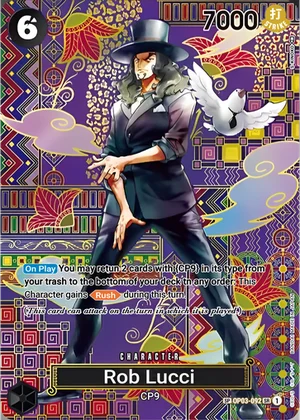 6
7000
打
STRIKE
On Play You may retun 2 cards with (CP9) in its type from
your trash to the bottom of your deck in any order: This
Character gains Rush during this turn.
(This card can attack on the turn in which it is played.)
CHARACTER
Rob Lucci
CP9
SP OP03-092 1